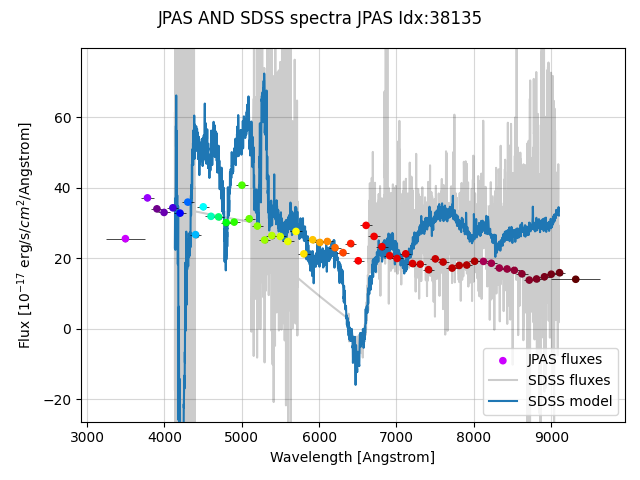 JPAS AND SDSS spectra JPAS Idx:38135
60
40
20
0
−20
3000 4000 5000 6000 7000 8000 9000
Flux [10⁻¹⁷ erg/s/cm²/Angstrom]
Wavelength [Angstrom]
JPAS fluxes
SDSS fluxes
SDSS model